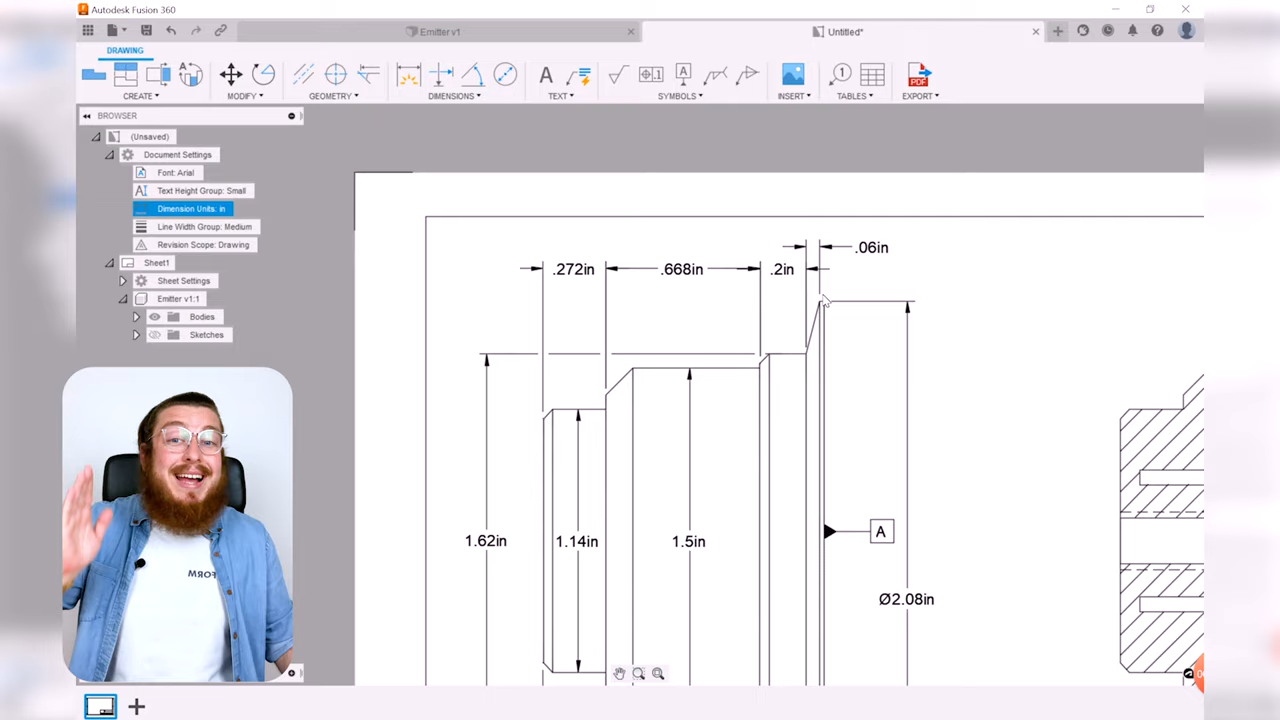 Autodesk Fusion 360
Emitter v1
Untitled*
DRAWING
CREATE
MODIFY
GEOMETRY
DIMENSIONS
TEXT
SYMBOLS
INSERT
TABLES
EXPORT
BROWSER
(Unsaved)
Document Settings
Font: Arial
Text Height Group: Small
Dimension Units: in
Line Width Group: Medium
Revision Scope: Drawing
Sheet1
Sheet Settings
Emitter v1:1
Bodies
Sketches
.06in
.272in
.668in
.2in
1.62in
1.14in
1.5in
A
Ø2.08in
FORM